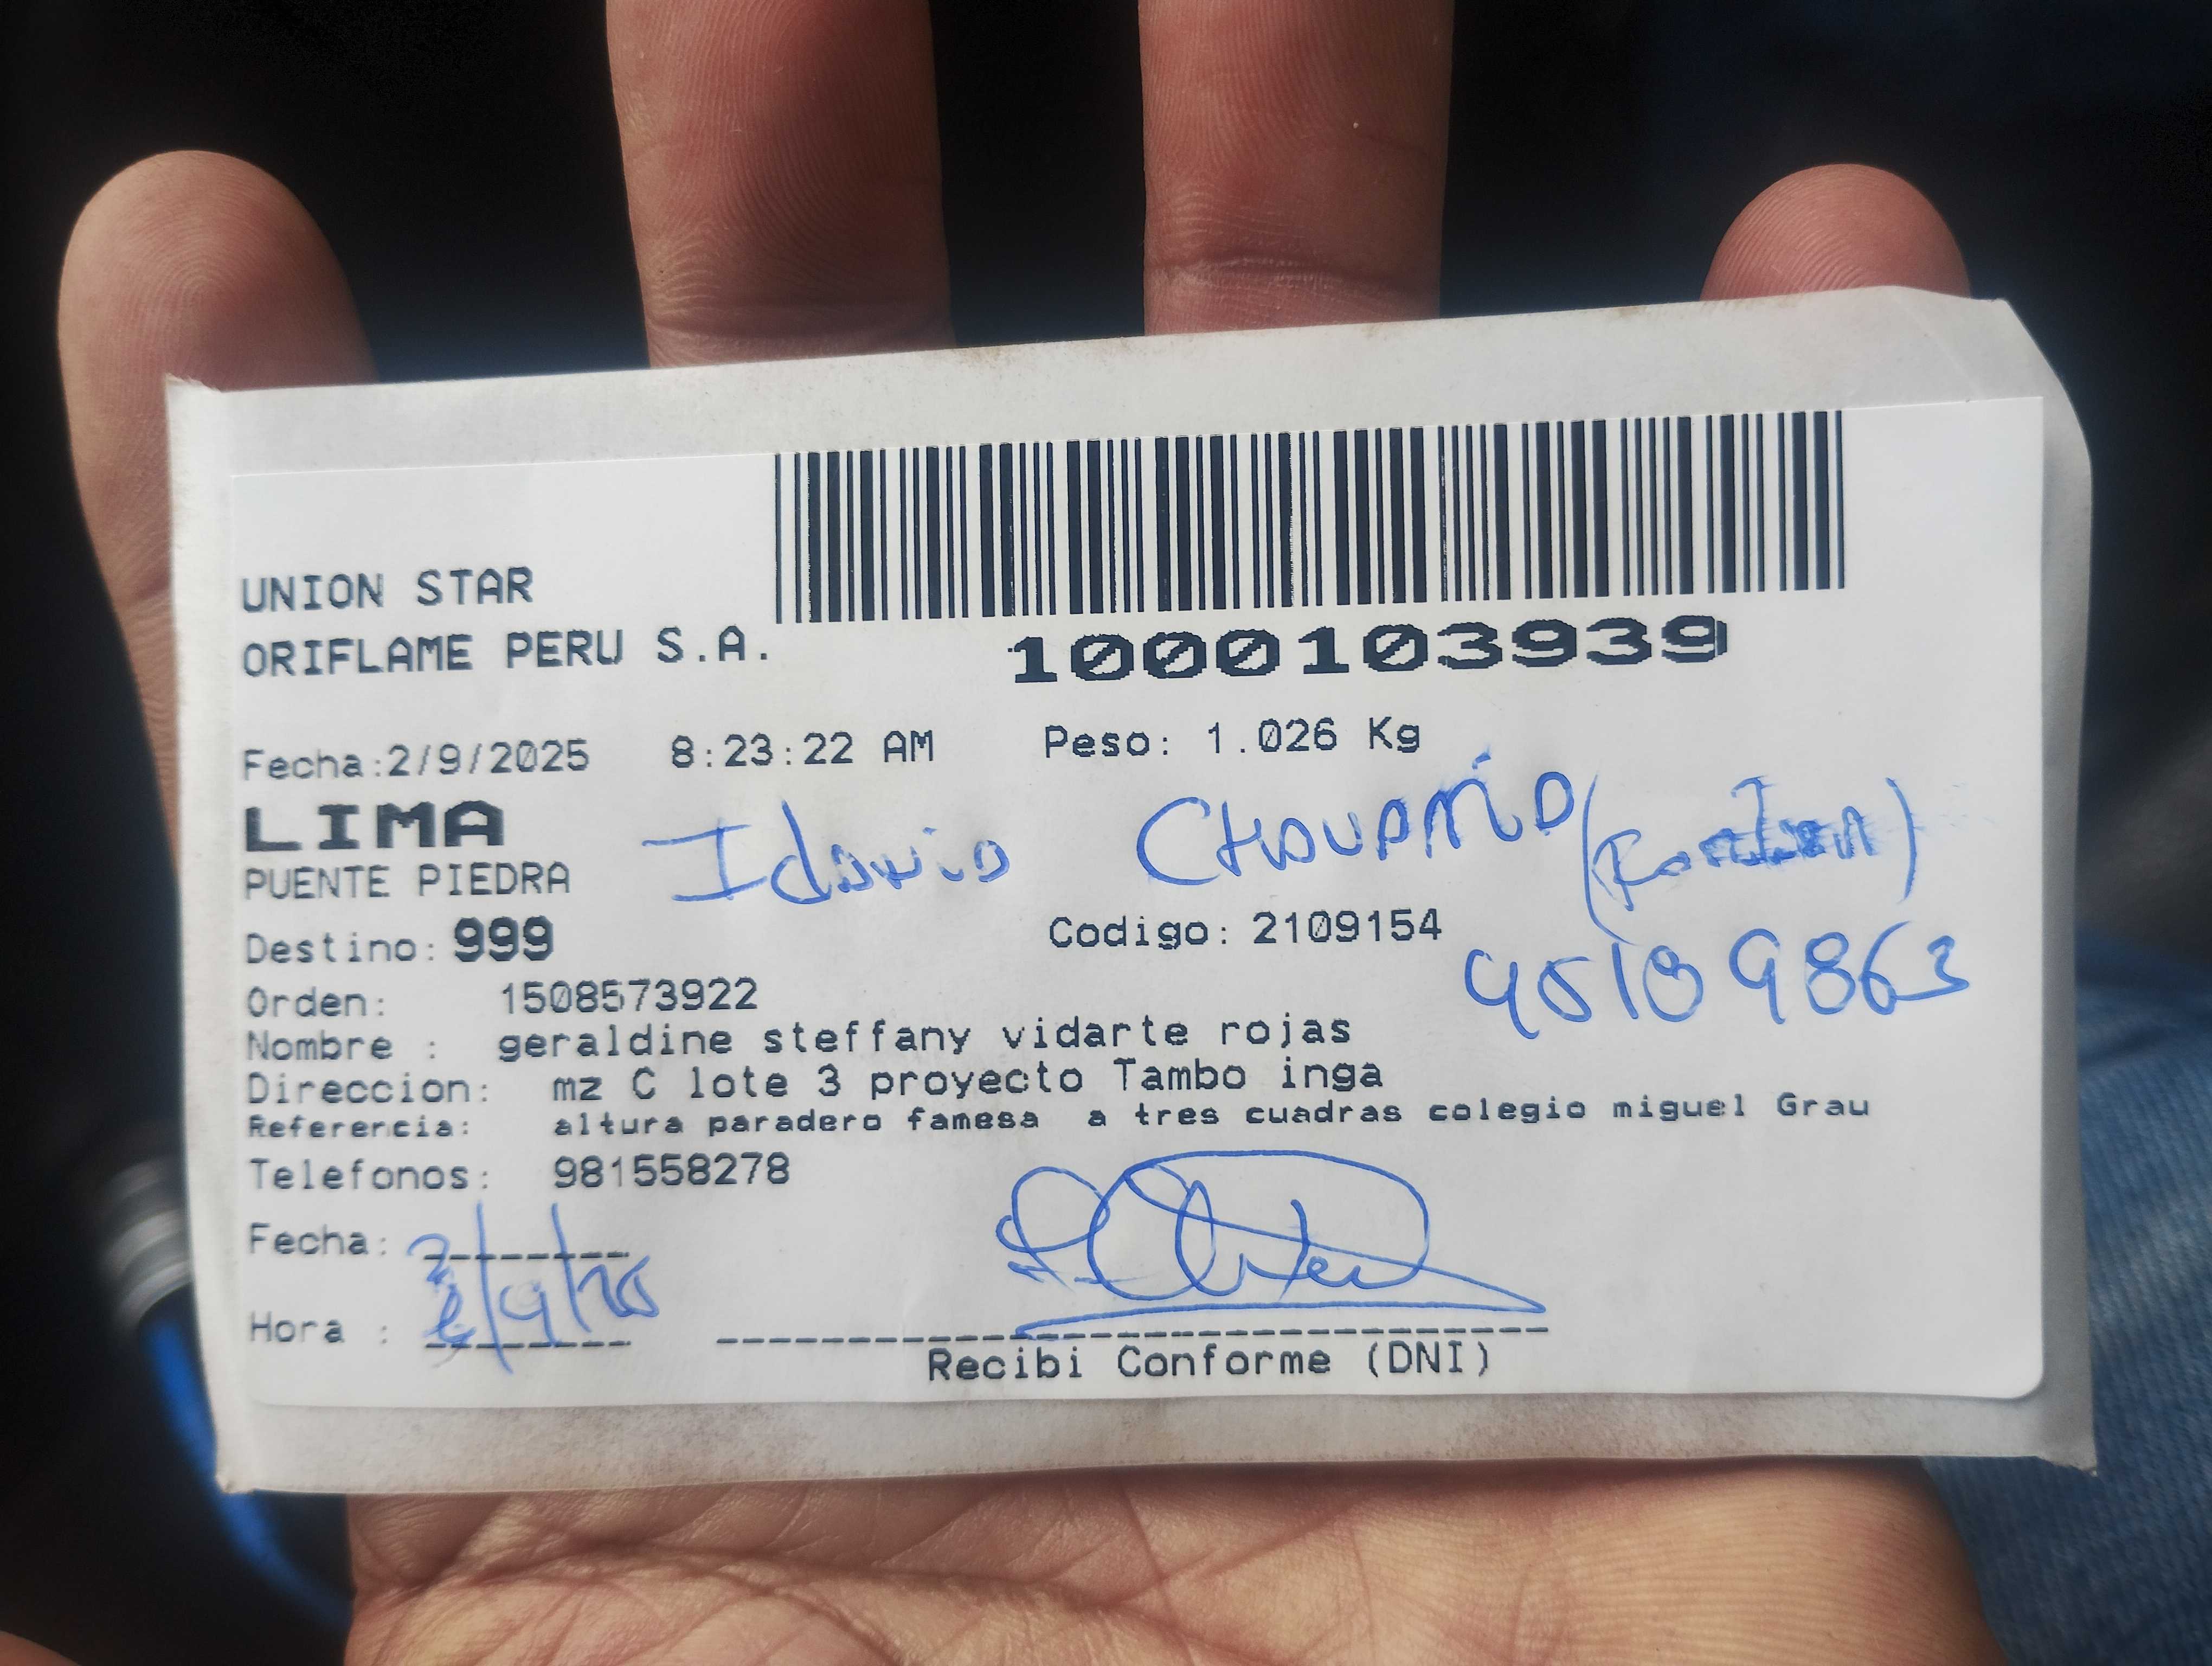 UNION STAR
ORIFLAME PERU S.A.
1000103939
Fecha:2/9/2025 8:23:22 AM Peso: 1.026 Kg
LIMA
PUENTE PIEDRA
Destino: 999 Codigo: 2109154
Orden: 1508573922
Nombre : geraldine steffany vidarte rojas
Direccion: mz C lote 3 proyecto Tambo inga
Referencia: altura paradero famesa a tres cuadras colegio miguel Grau
Telefonos: 981558278
Fecha:
Hora :
Recibi Conforme (DNI)